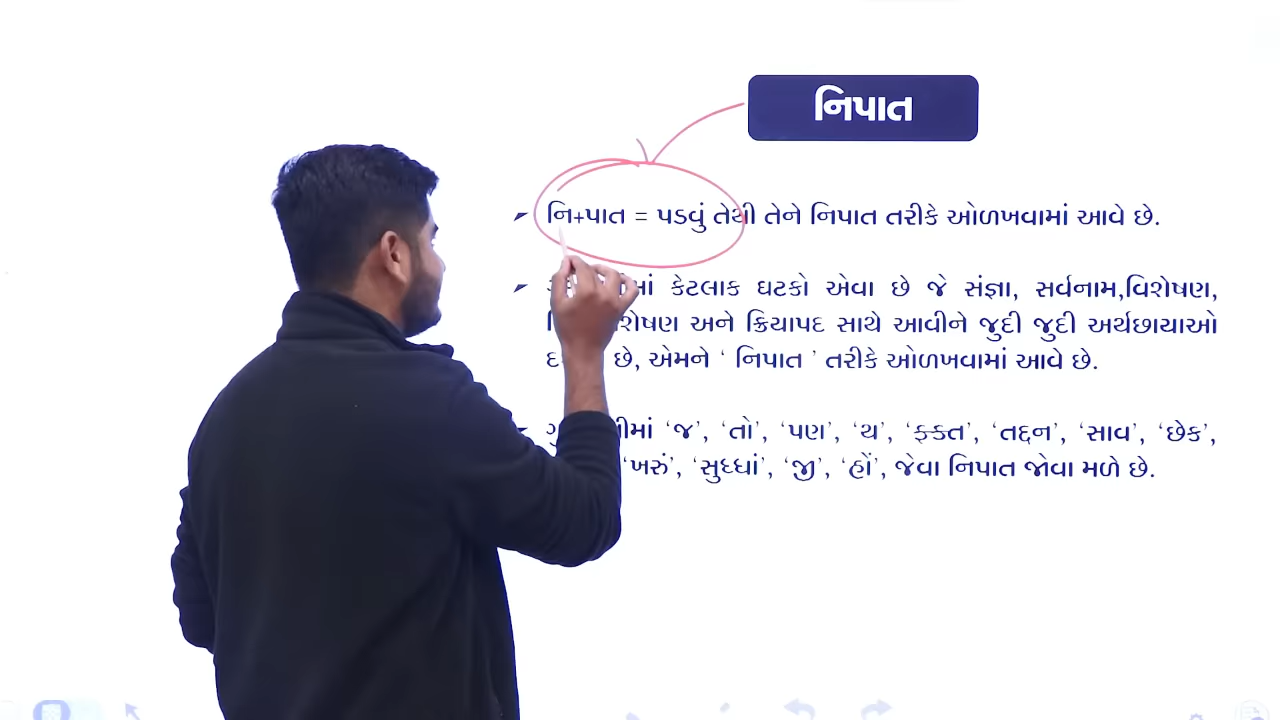 નિપાત
નિ+પાત = પડવું તેથી તેને નિપાત તરીકે ઓળખવામાં આવે છે.
કેટલાક ઘટકો એવા છે જે સંજ્ઞા, સર્વનામ,વિશેષણ,
અને ક્રિયાપદ સાથે આવીને જુદી જુદી અર્થછાયાઓ
છે, એમને ‘ નિપાત ’ તરીકે ઓળખવામાં આવે છે.
‘જ’, ‘તો’, ‘પણ’, ‘ય’, ‘ફક્ત’, ‘તદ્દન’, ‘સાવ’, ‘છેક’,
‘ખરું’, ‘સુધ્ધાં’, ‘જી’, ‘હોં’, જેવા નિપાત જોવા મળે છે.